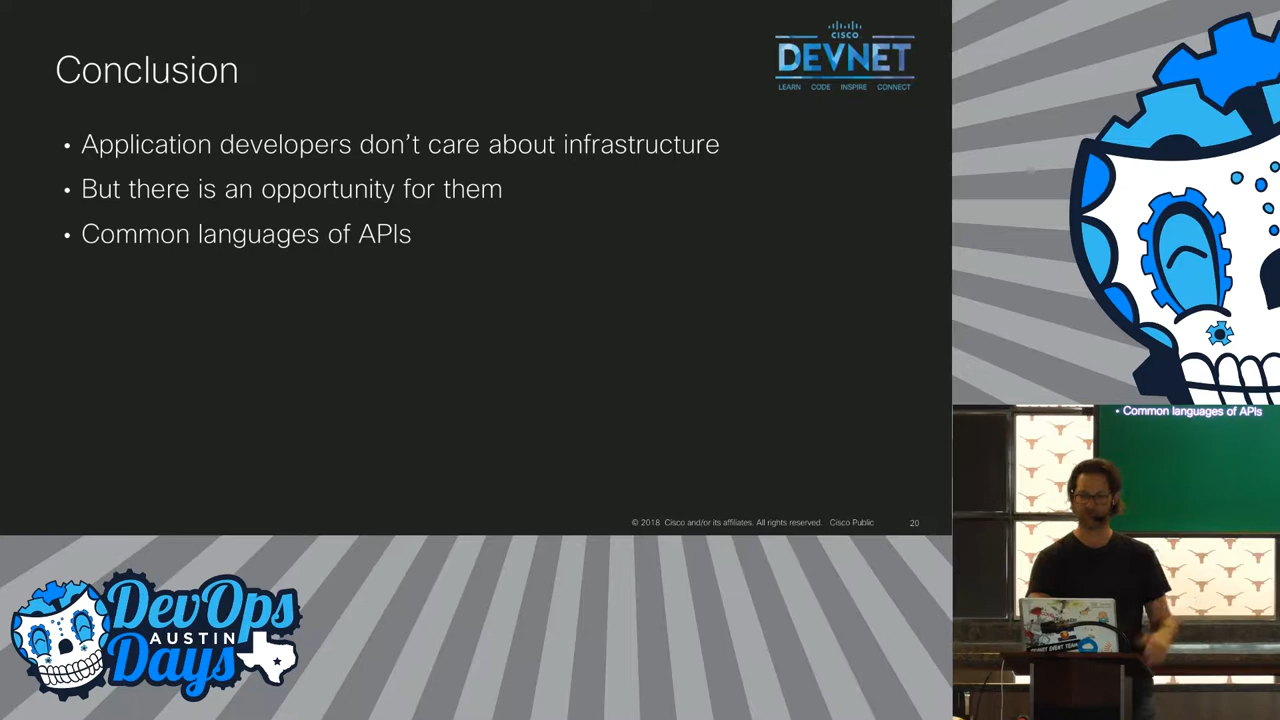 Conclusion
CISCO
DEVNET
LEARN CODE INSPIRE CONNECT
• Application developers don’t care about infrastructure
• But there is an opportunity for them
• Common languages of APIs
© 2018 Cisco and/or its affiliates. All rights reserved. Cisco Public 20
• Common languages of APIs
DevOps
AUSTIN
Days